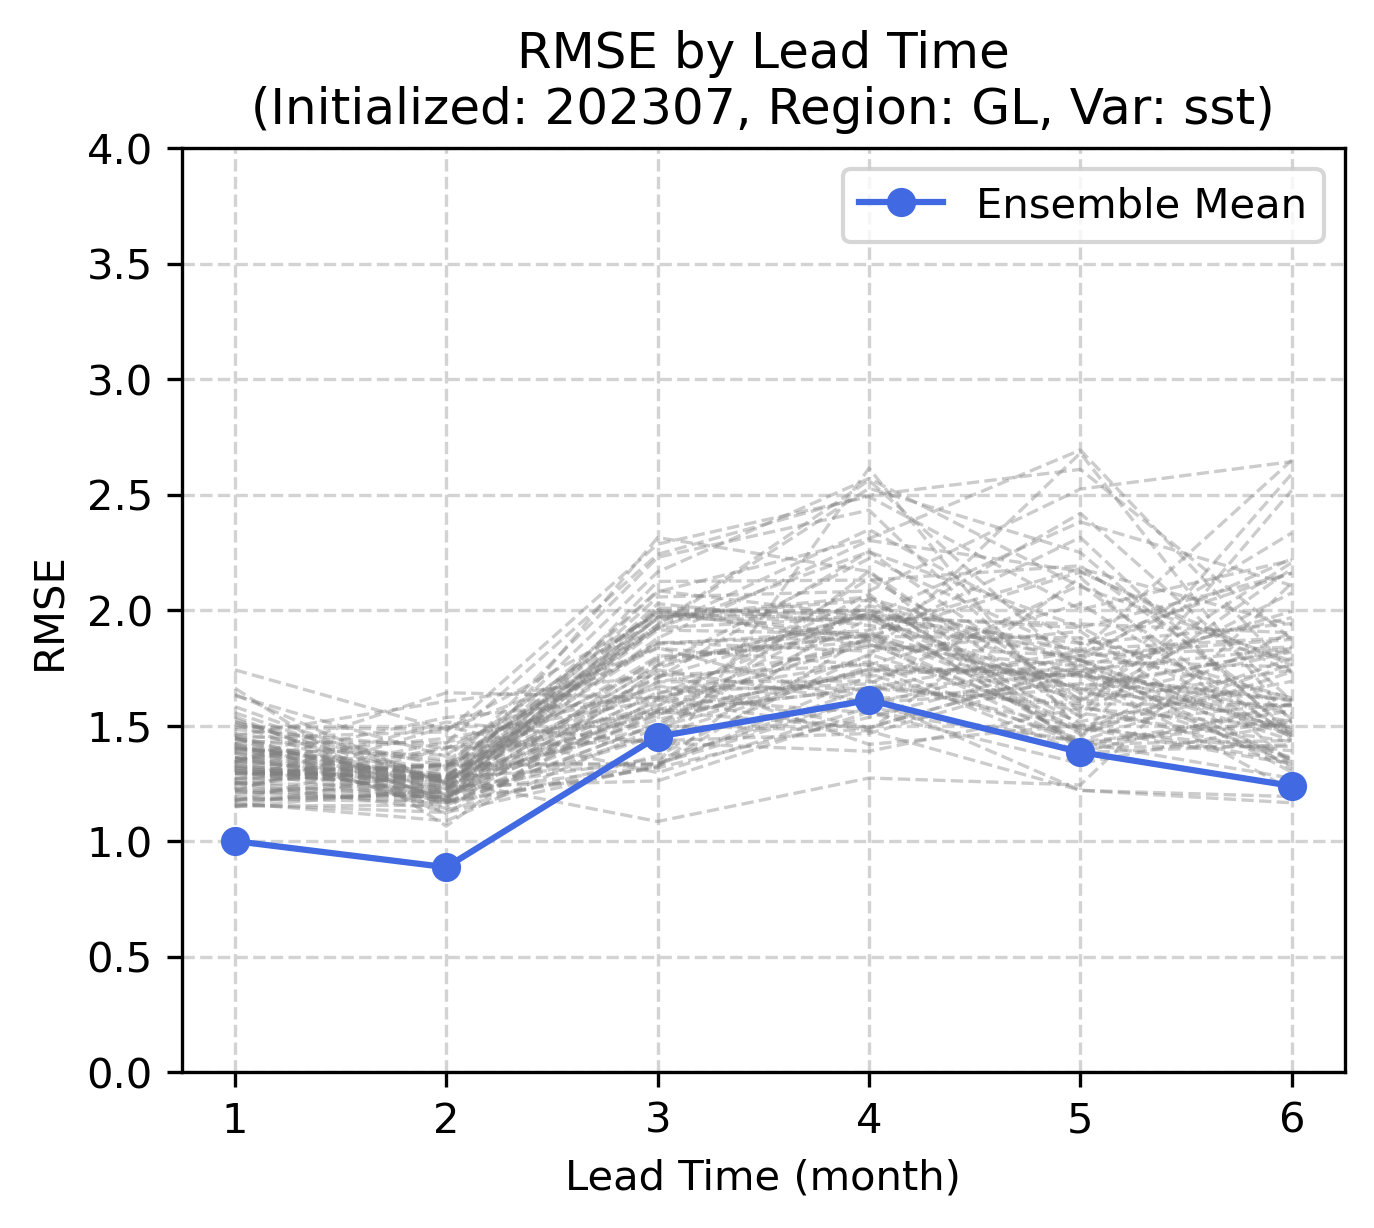 RMSE by Lead Time
(Initialized: 202307, Region: GL, Var: sst)
4.0
3.5
3.0
2.5
2.0
1.5
1.0
0.5
0.0
RMSE
Ensemble Mean
1 2 3 4 5 6
Lead Time (month)